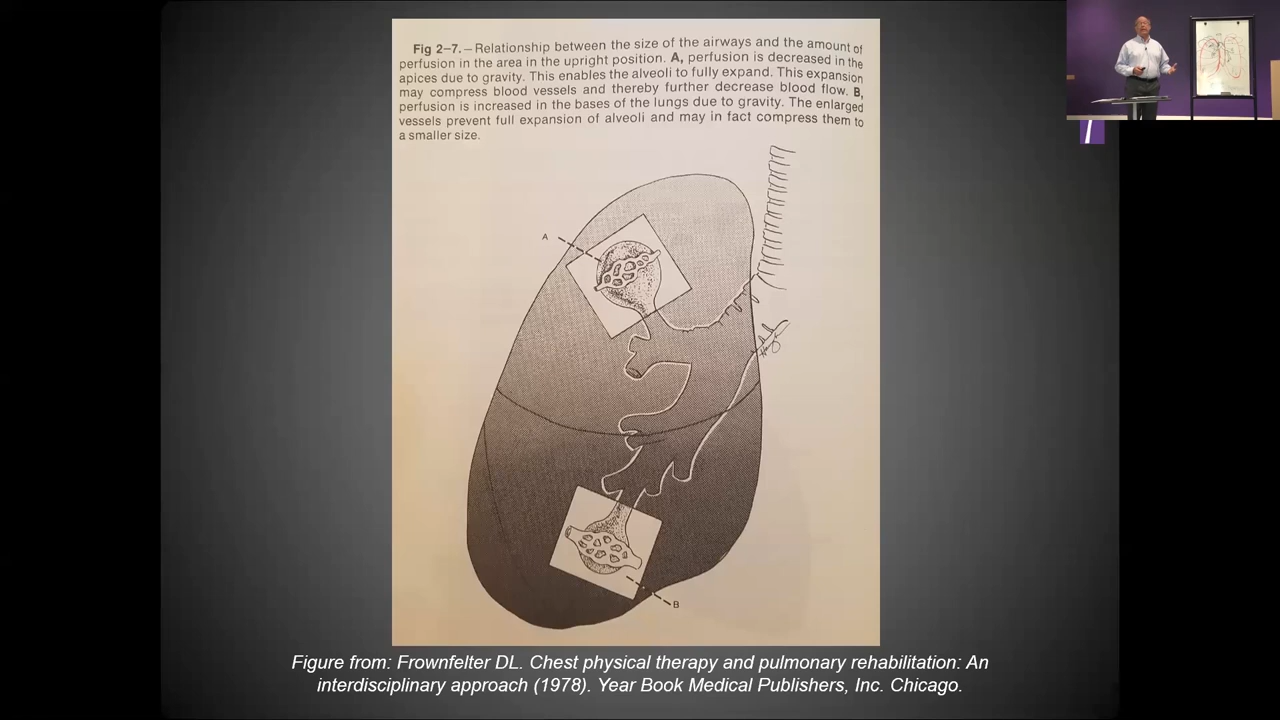 Fig 2–7.—Relationship between the size of the airways and the amount of
perfusion in the area in the upright position. A, perfusion is decreased in the
apices due to gravity. This enables the alveoli to fully expand. This expansion
may compress blood vessels and thereby further decrease blood flow. B,
perfusion is increased in the bases of the lungs due to gravity. The enlarged
vessels prevent full expansion of alveoli and may in fact compress them to
a smaller size.
A
B
Figure from: Frownfelter DL. Chest physical therapy and pulmonary rehabilitation: An
interdisciplinary approach (1978). Year Book Medical Publishers, Inc. Chicago.